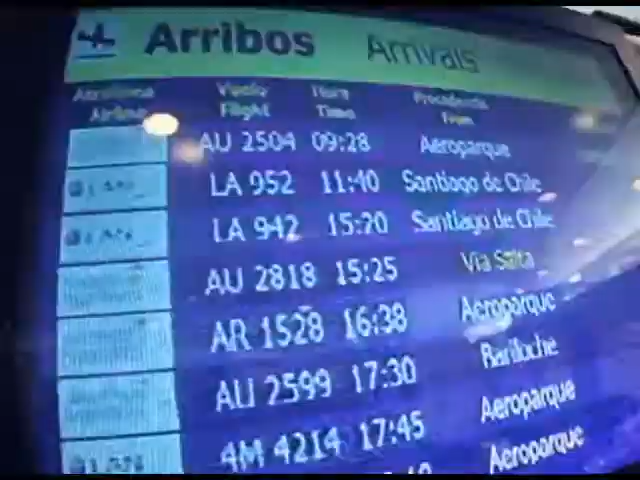 Arribos Arrivals
Aerolínea Vuelo Hora Procedencia
Airline Flight Time From
AU 2504 09:28 Aeroparque
LA 952 11:40 Santiago de Chile
LA 942 15:20 Santiago de Chile
AU 2818 15:25 Via Salta
AR 1528 16:38 Aeroparque
AU 2599 17:30 Bariloche
4M 4214 17:45 Aeroparque
Aeroparque